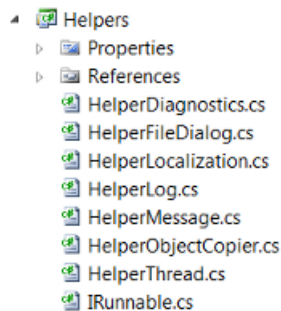 Helpers
Properties
References
HelperDiagnostics.cs
HelperFileDialog.cs
HelperLocalization.cs
HelperLog.cs
HelperMessage.cs
HelperObjectCopier.cs
HelperThread.cs
IRunnable.cs